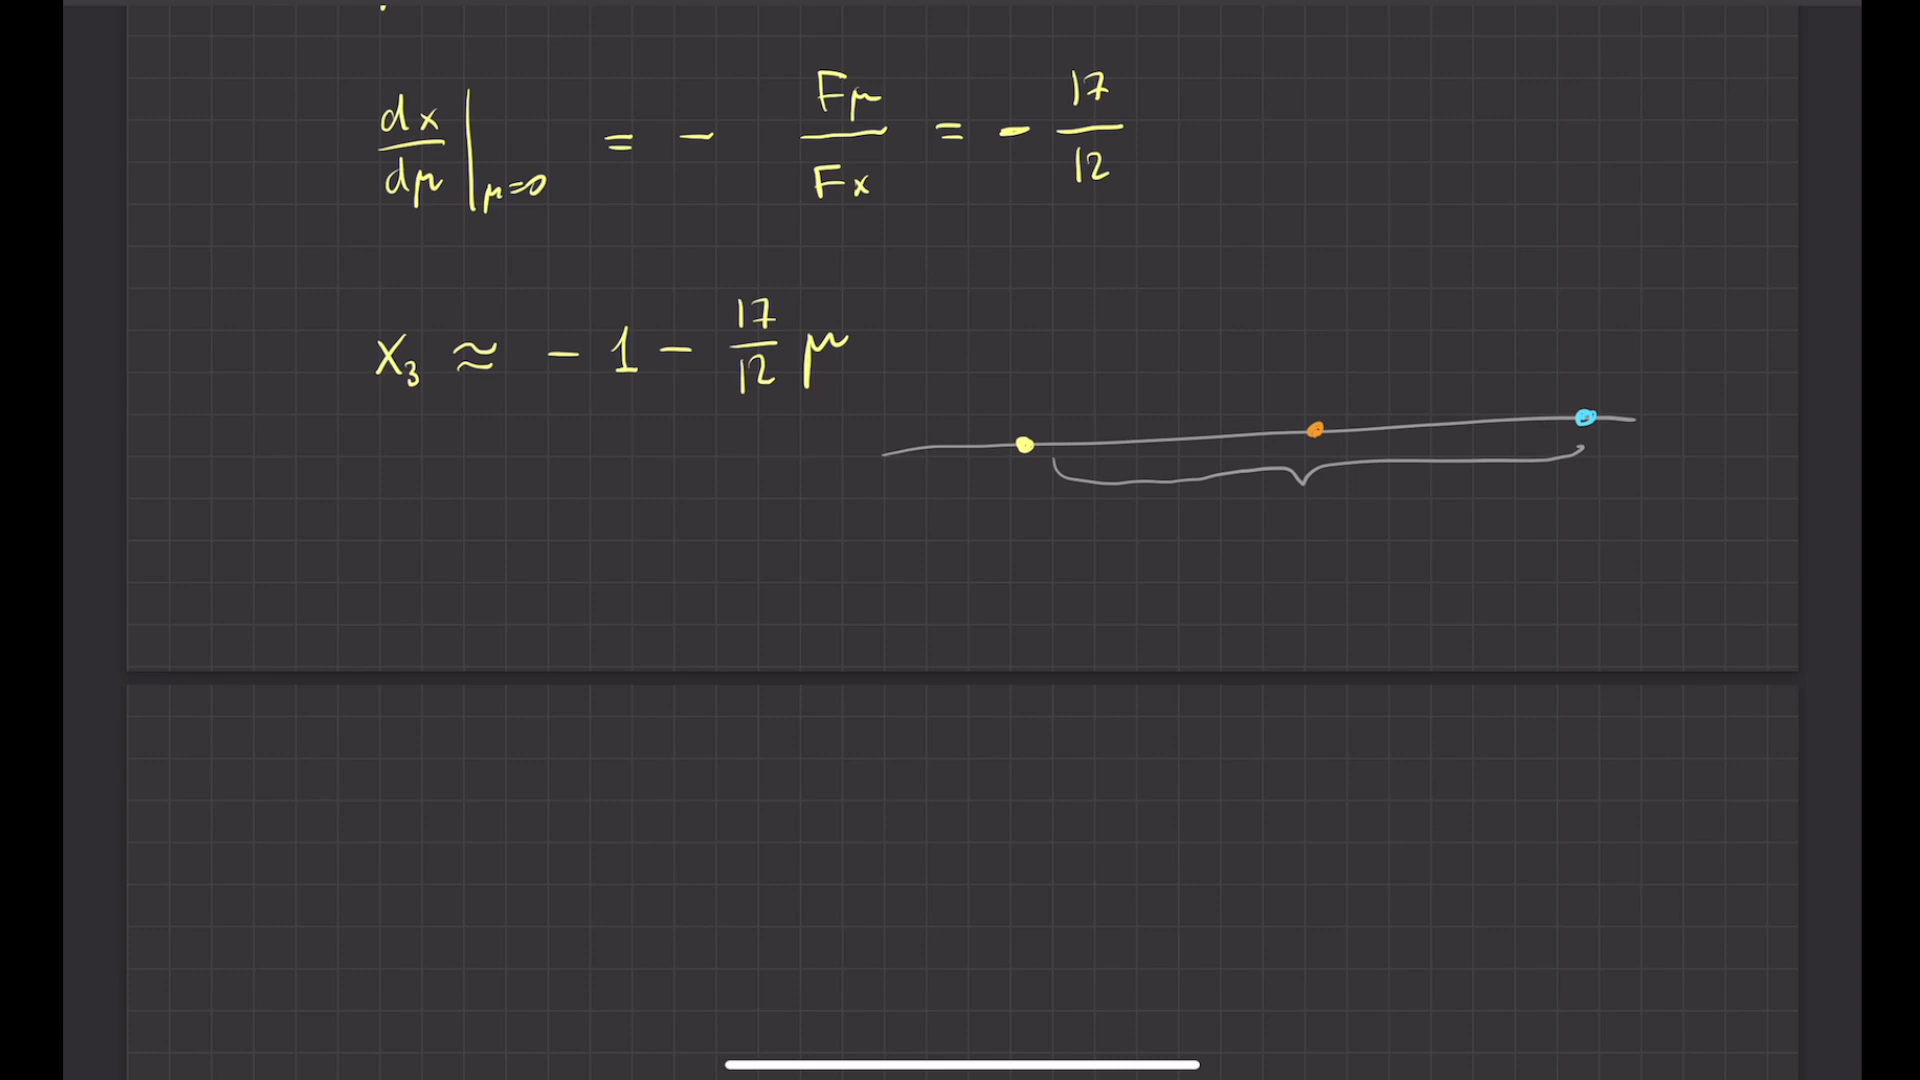 dx/dμ |μ=0 = - Fμ/Fx = - 17/12
x₃ ≈ - 1 - 17/12 μ